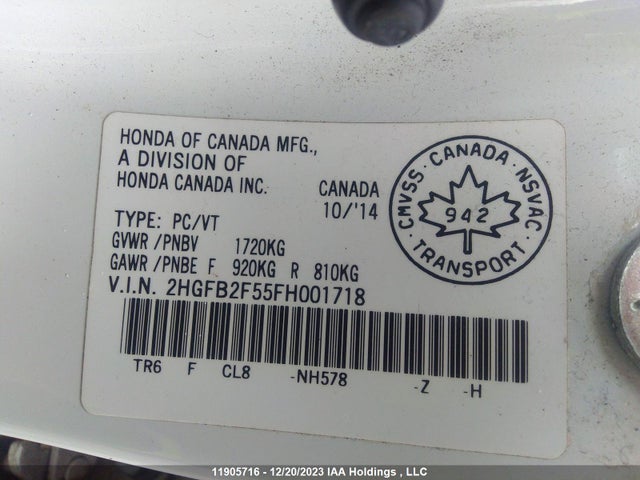 HONDA OF CANADA MFG.,
A DIVISION OF
HONDA CANADA INC. CANADA
10/'14
TYPE: PC/VT
GVWR /PNBV 1720KG
GAWR /PNBE F 920KG R 810KG
V.I.N. 2HGFB2F55FH001718
TR6 F CL8 -NH578 -Z -H
CMVSS · CANADA · NSVAC
942
· TRANSPORT ·
11905716 - 12/20/2023 IAA Holdings , LLC